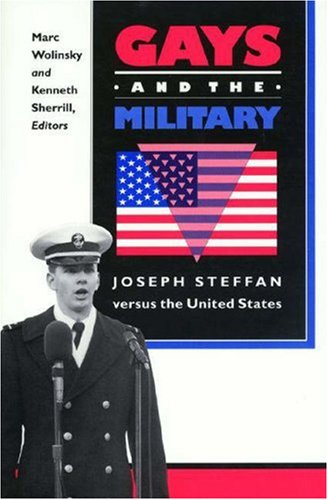 Marc
Wolinsky
and
Kenneth
Sherrill,
Editors
GAYS
· AND THE ·
MILITARY
JOSEPH STEFFAN
versus the United States